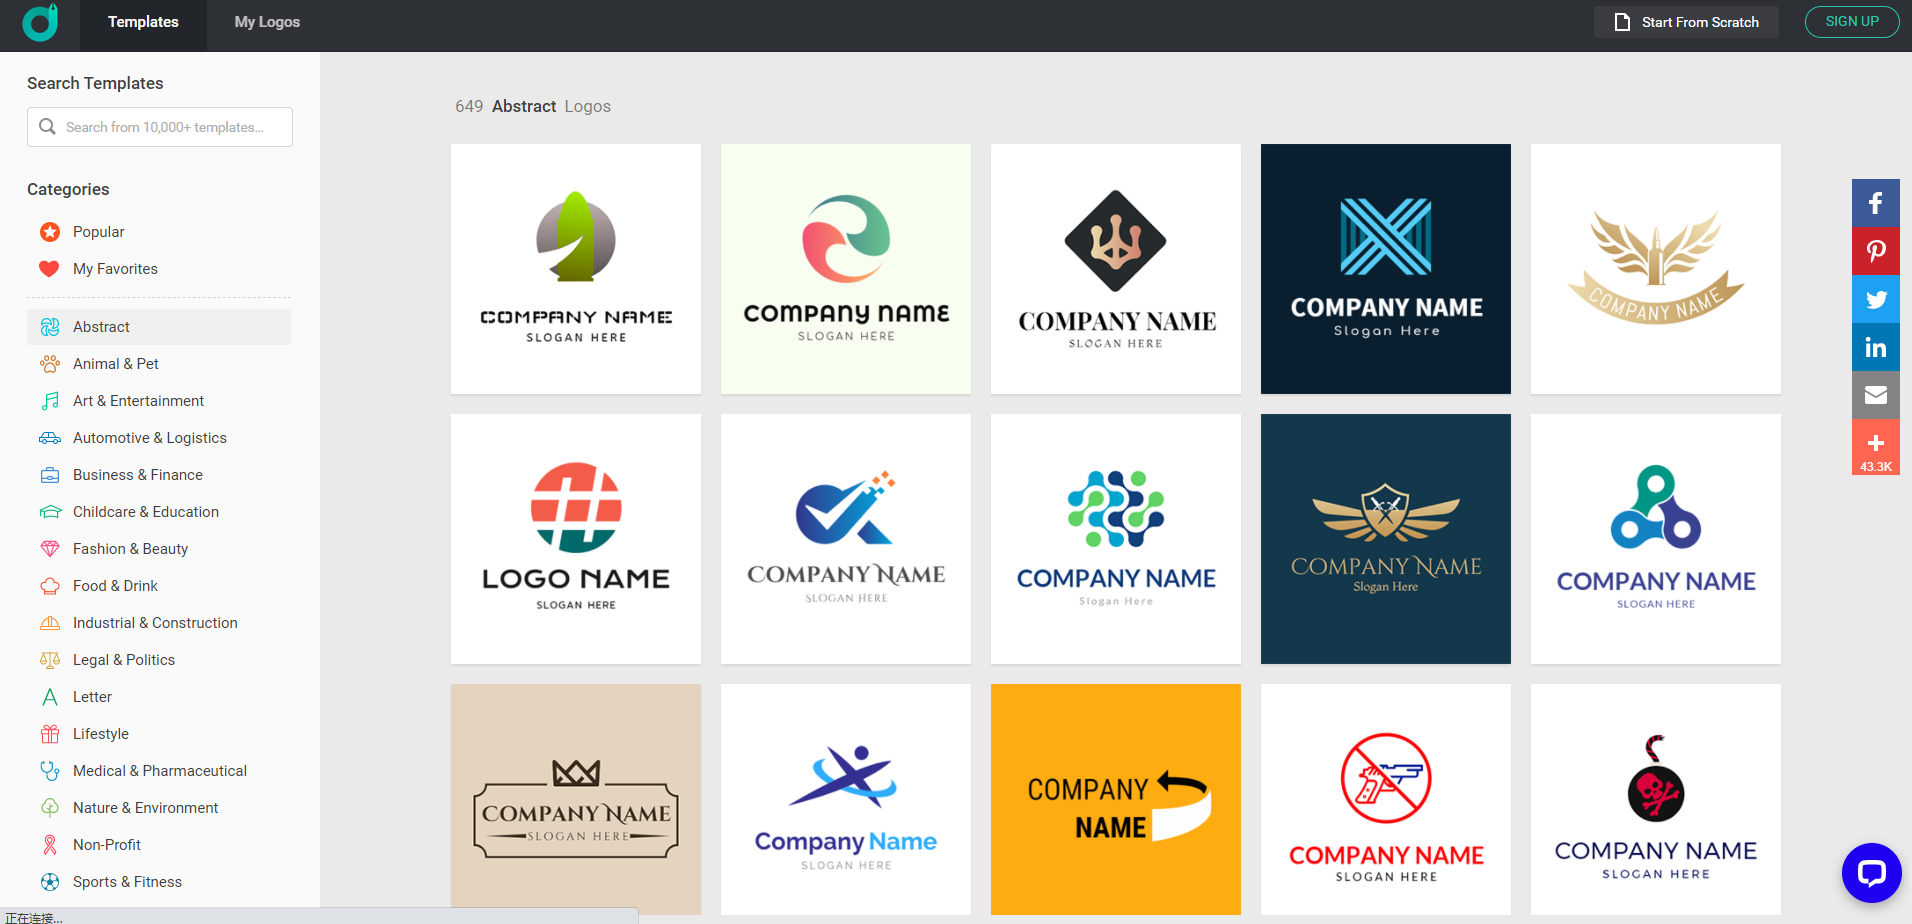 Templates
My Logos
Start From Scratch
SIGN UP
Search Templates
Search from 10,000+ templates...
Categories
Popular
My Favorites
Abstract
Animal & Pet
Art & Entertainment
Automotive & Logistics
Business & Finance
Childcare & Education
Fashion & Beauty
Food & Drink
Industrial & Construction
Legal & Politics
Letter
Lifestyle
Medical & Pharmaceutical
Nature & Environment
Non-Profit
Sports & Fitness
正在连接...
649 Abstract Logos
COMPANY NAME
SLOGAN HERE
COMPANY NAME
SLOGAN HERE
COMPANY NAME
SLOGAN HERE
COMPANY NAME
Slogan Here
COMPANY NAME
LOGO NAME
SLOGAN HERE
COMPANY NAME
SLOGAN HERE
COMPANY NAME
Slogan Here
COMPANY NAME
Slogan Here
COMPANY NAME
SLOGAN HERE
COMPANY NAME
SLOGAN HERE
Company Name
SLOGAN HERE
COMPANY
NAME
COMPANY NAME
SLOGAN HERE
COMPANY NAME
SLOGAN HERE
43.3K